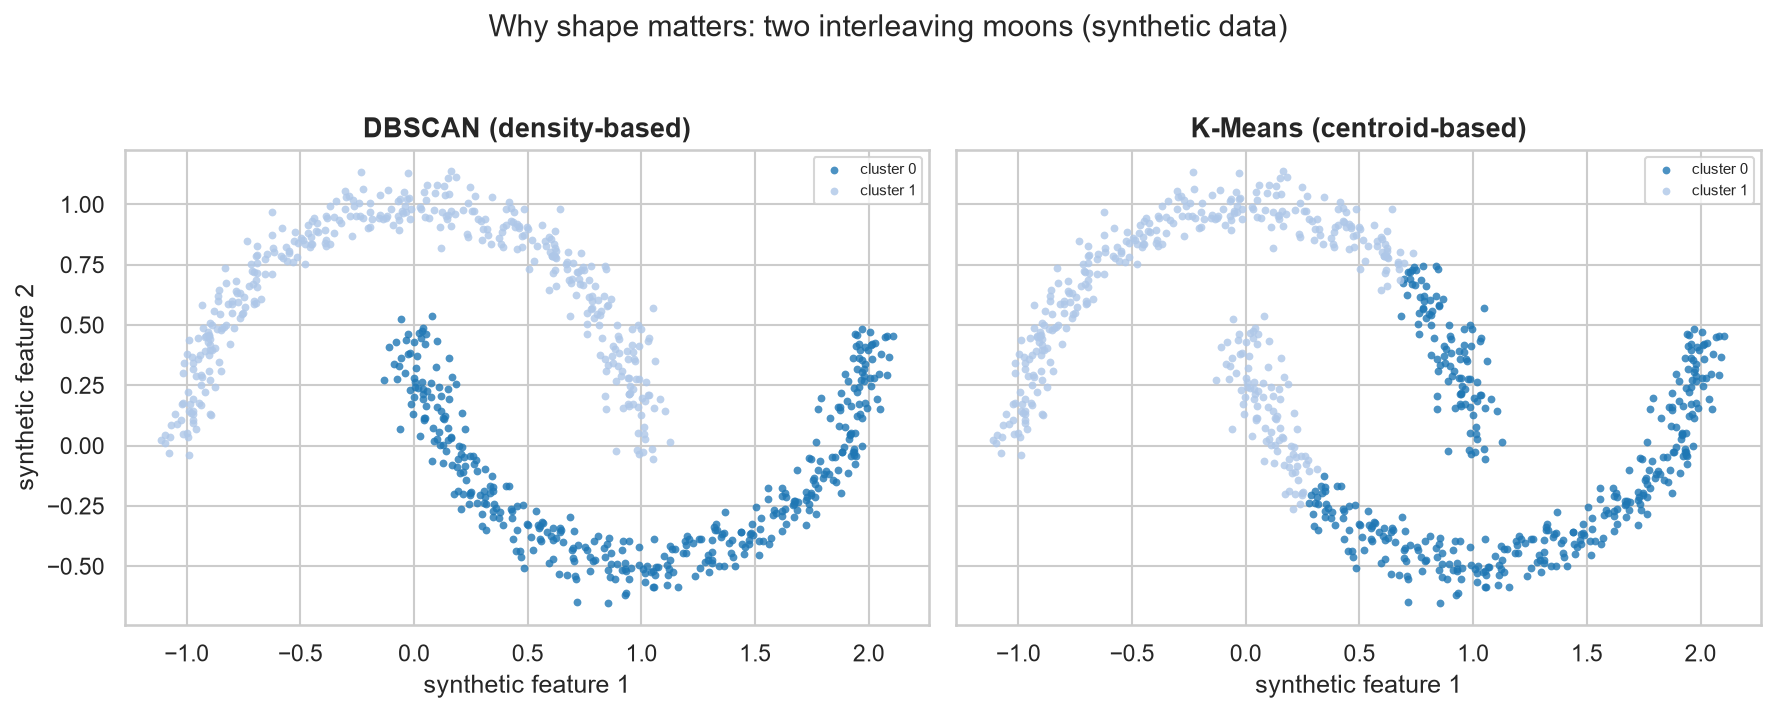 Why shape matters: two interleaving moons (synthetic data)
DBSCAN (density-based)
cluster 0
cluster 1
synthetic feature 2
1.00
0.75
0.50
0.25
0.00
−0.25
−0.50
−1.0 −0.5 0.0 0.5 1.0 1.5 2.0
synthetic feature 1
K-Means (centroid-based)
cluster 0
cluster 1
−1.0 −0.5 0.0 0.5 1.0 1.5 2.0
synthetic feature 1